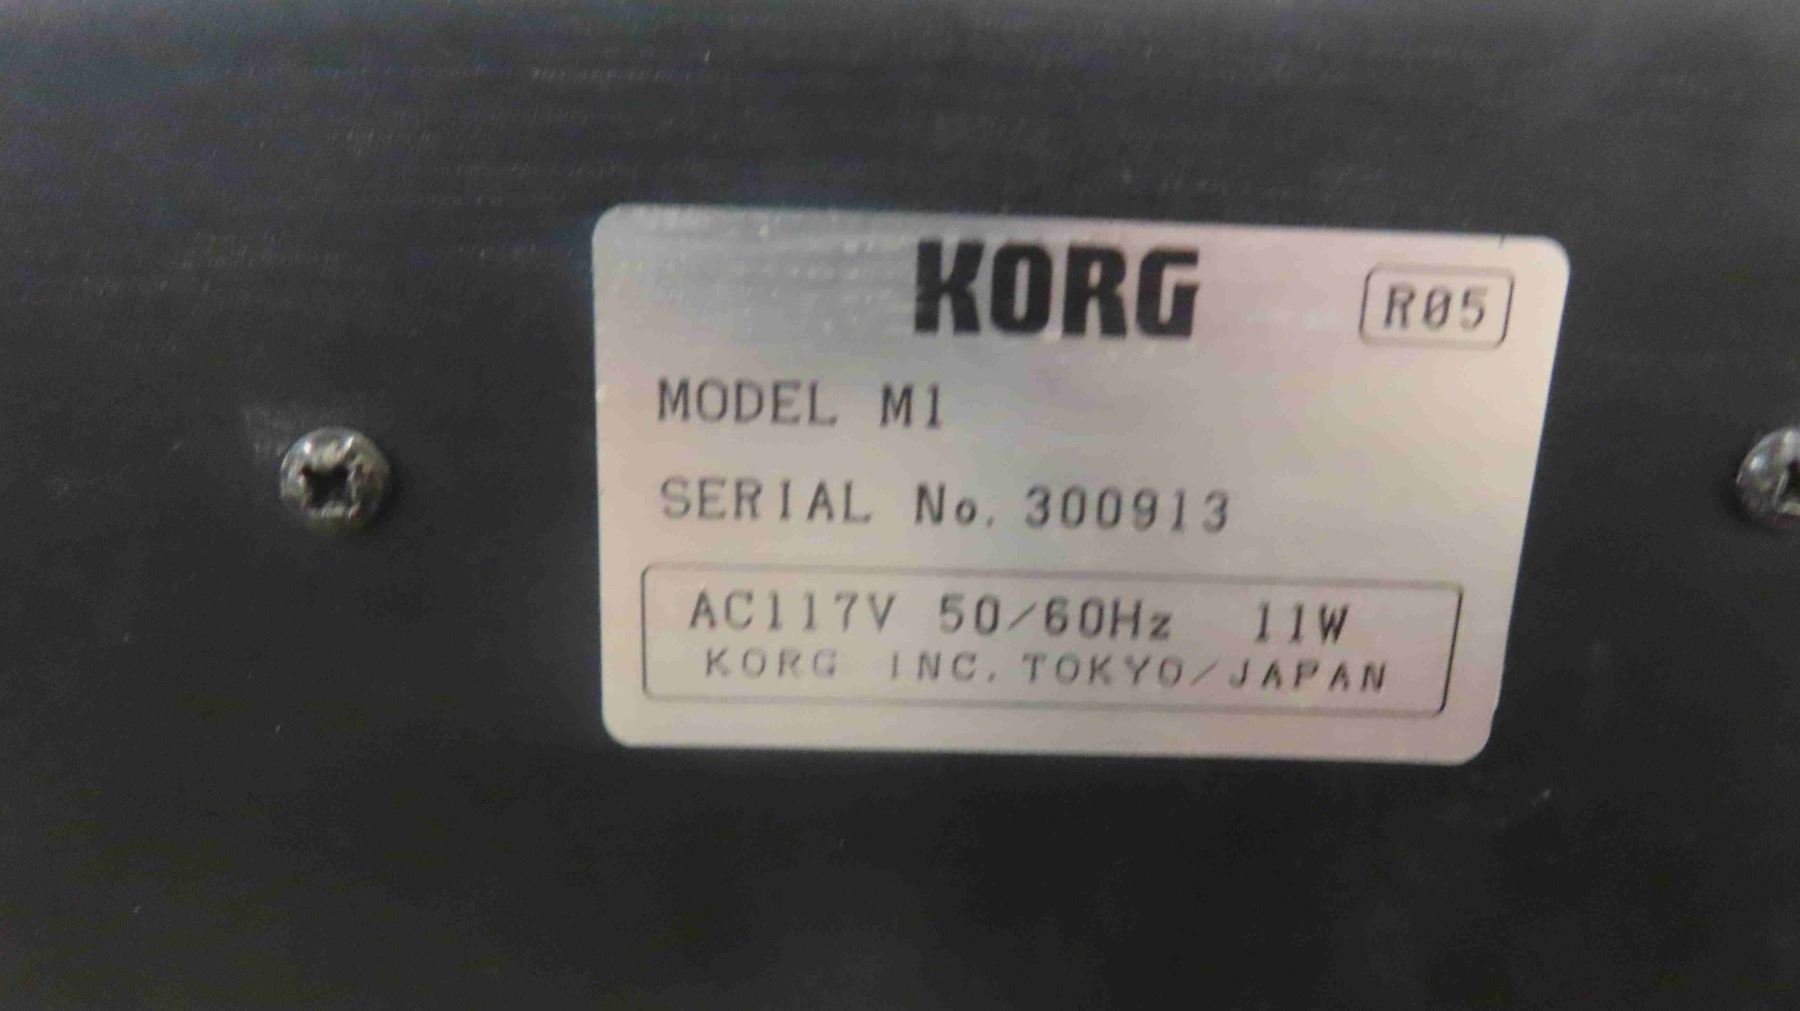 KORG
R05
MODEL M1
SERIAL No. 300913
AC117V 50/60Hz 11W
KORG INC. TOKYO/JAPAN